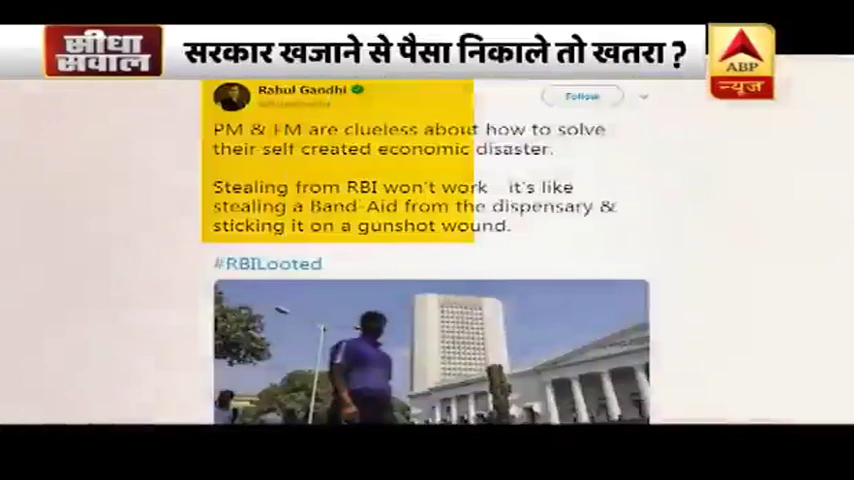 सीधा
सवाल
सरकार खजाने से पैसा निकाले तो खतरा ?
ABP
न्यूज़
Rahul Gandhi
Follow
PM & FM are clueless about how to solve
their self created economic disaster.
Stealing from RBI won't work it's like
stealing a Band-Aid from the dispensary &
sticking it on a gunshot wound.
#RBILooted